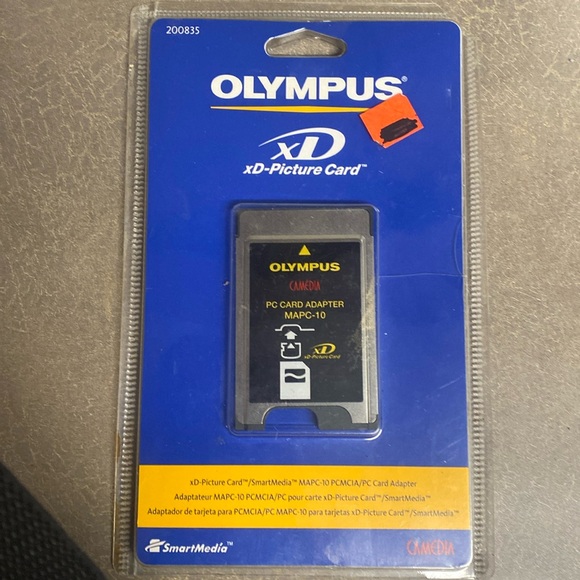 200835
OLYMPUS®
xD
xD-Picture Card™
OLYMPUS
CAMEDIA
PC CARD ADAPTER
MAPC-10
xD
xD-Picture Card
xD-Picture Card™/SmartMedia™ MAPC-10 PCMCIA/PC Card Adapter
Adaptateur MAPC-10 PCMCIA/PC pour carte xD-Picture Card™/SmartMedia™
Adaptador de tarjeta para PCMCIA/PC MAPC-10 para tarjetas xD-Picture Card™/SmartMedia™
SmartMedia™
CAMEDIA